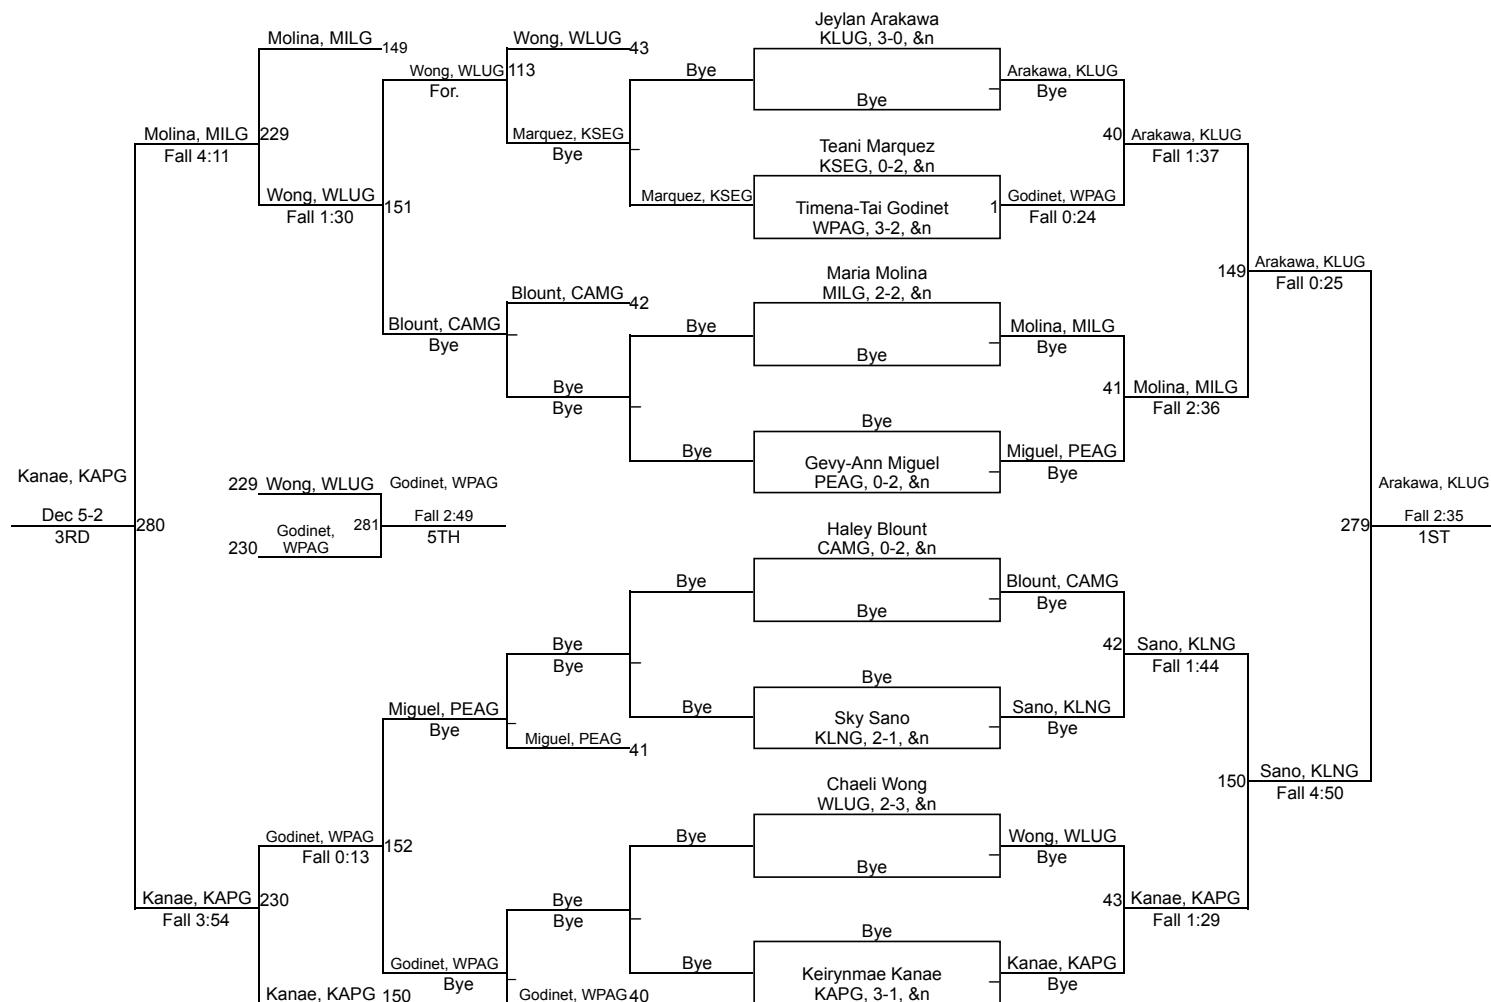 Jeylan Arakawa
KLUG, 3-0, &n
Molina, MILG
149
Wong, WLUG
43
Wong, WLUG
113
For.
Bye
Bye
Arakawa, KLUG
Bye
Molina, MILG
229
Fall 4:11
Marquez, KSEG
Bye
Teani Marquez
KSEG, 0-2, &n
40
Arakawa, KLUG
Fall 1:37
Wong, WLUG
151
Fall 1:30
Marquez, KSEG
Timena-Tai Godinet
WPAG, 3-2, &n
1
Godinet, WPAG
Fall 0:24
Maria Molina
MILG, 2-2, &n
149
Arakawa, KLUG
Fall 0:25
Blount, CAMG
42
Blount, CAMG
Bye
Bye
Bye
Molina, MILG
Bye
Bye
Bye
41
Molina, MILG
Fall 2:36
Bye
Bye
Gevy-Ann Miguel
PEAG, 0-2, &n
Miguel, PEAG
Bye
Kanae, KAPG
Dec 5-2
3RD
280
229
Wong, WLUG
Godinet, WPAG
230
Godinet,
WPAG
281
Fall 2:49
5TH
Arakawa, KLUG
279
Fall 2:35
1ST
Haley Blount
CAMG, 0-2, &n
Bye
Bye
Blount, CAMG
Bye
Bye
Bye
42
Sano, KLNG
Fall 1:44
Miguel, PEAG
Bye
Bye
Bye
Sky Sano
KLNG, 2-1, &n
Sano, KLNG
Bye
Miguel, PEAG
41
Chaeli Wong
WLUG, 2-3, &n
150
Sano, KLNG
Fall 4:50
Godinet, WPAG
152
Fall 0:13
Bye
Bye
Wong, WLUG
Bye
Kanae, KAPG
230
Fall 3:54
Bye
Bye
43
Kanae, KAPG
Fall 1:29
Godinet, WPAG
Bye
Bye
Bye
Keirynmae Kanae
KAPG, 3-1, &n
Kanae, KAPG
Bye
Kanae, KAPG
150
Godinet, WPAG
40